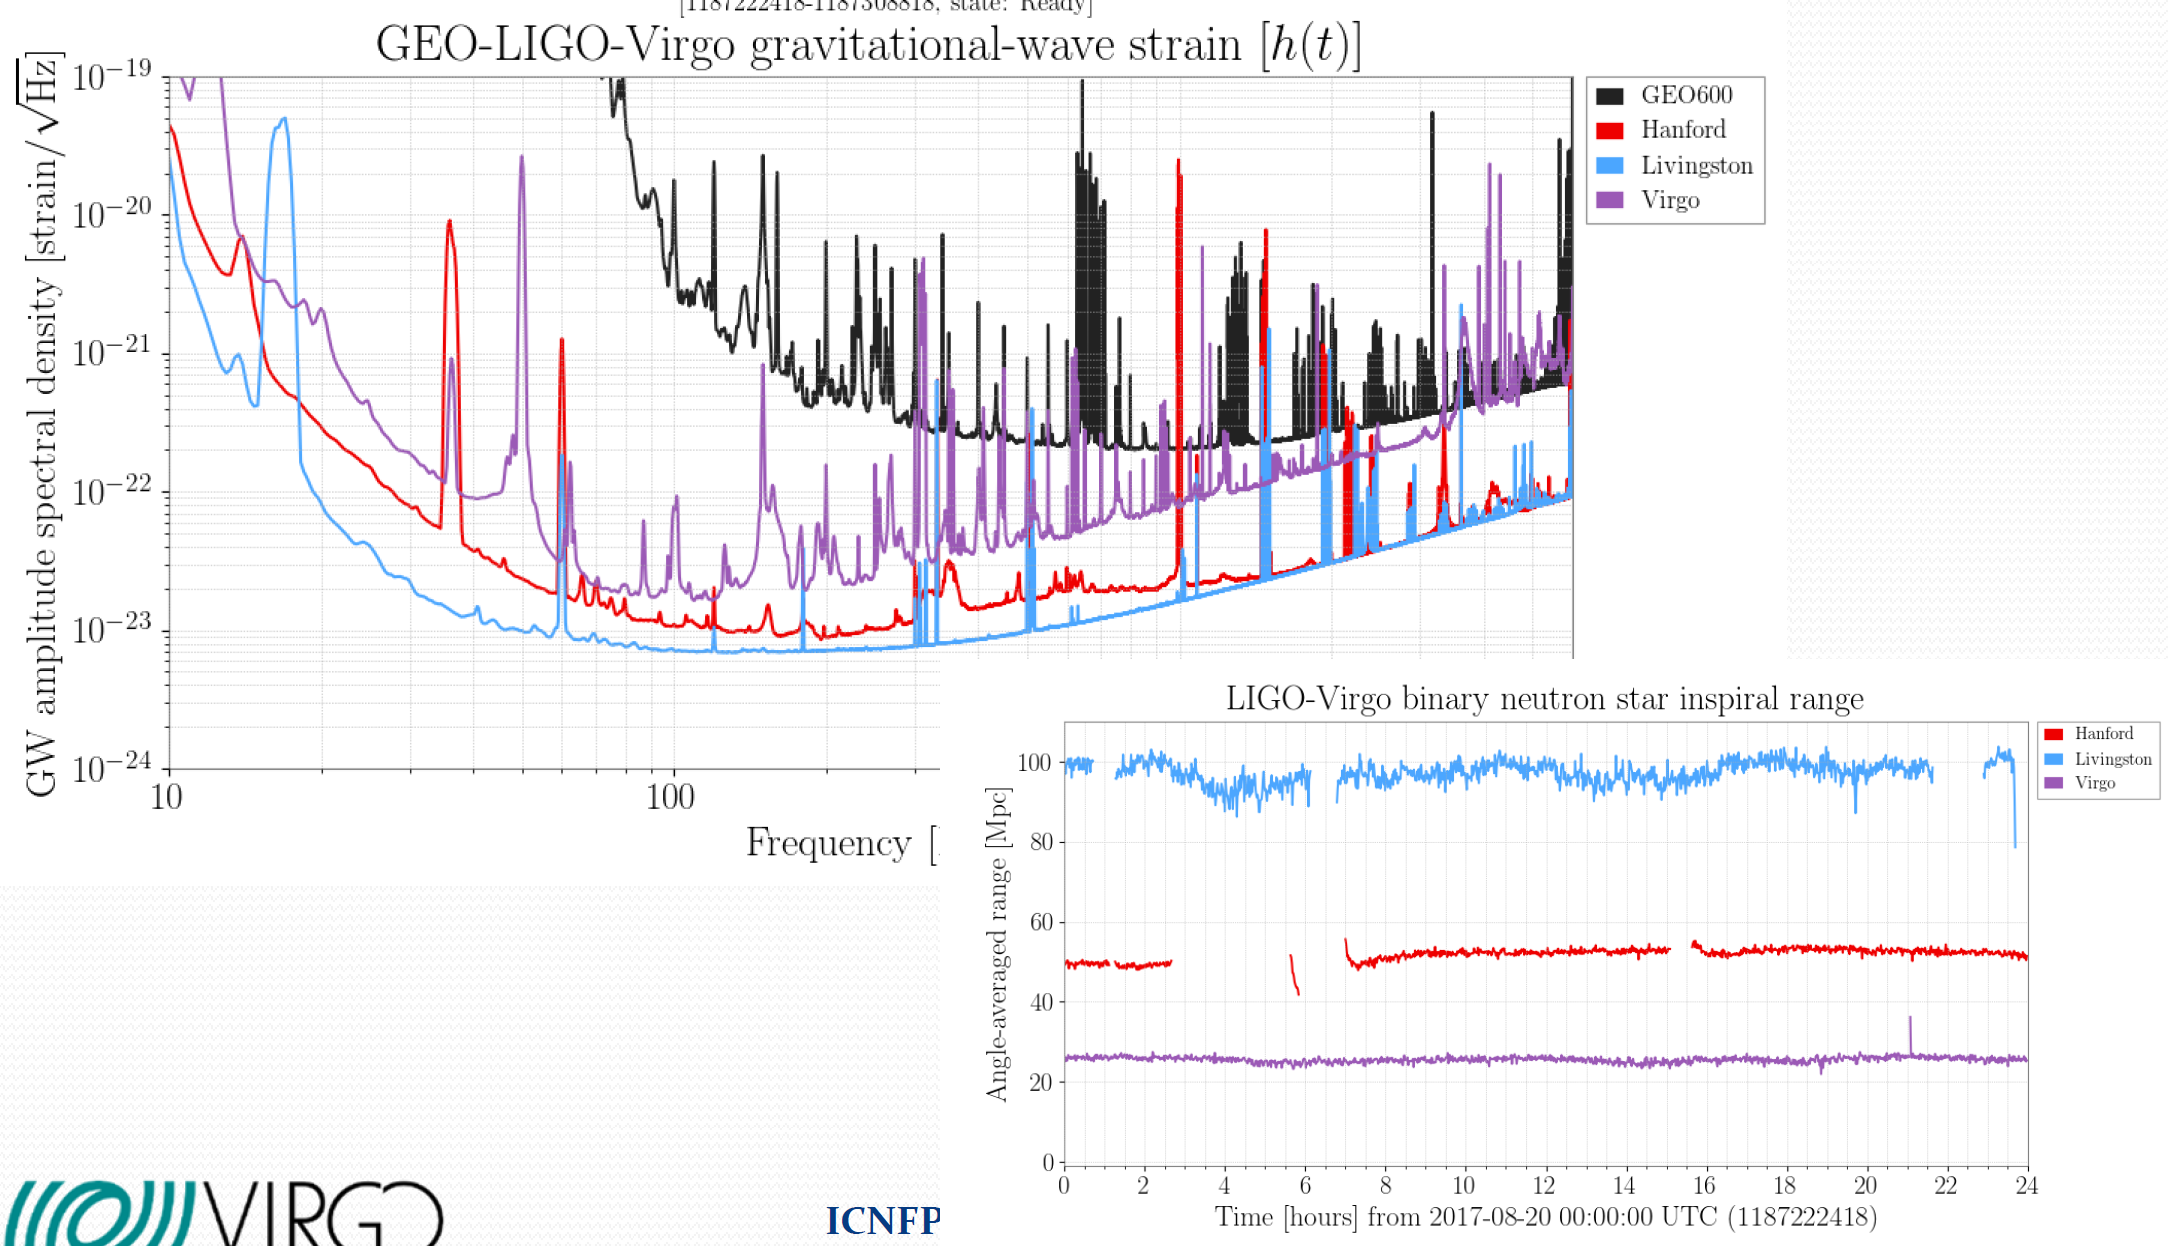 [1187222418-1187308818, state: Ready]
GEO-LIGO-Virgo gravitational-wave strain [h(t)]
GW amplitude spectral density [strain/√Hz]
10⁻¹⁹
10⁻²⁰
10⁻²¹
10⁻²²
10⁻²³
10⁻²⁴
10
100
Frequency [
GEO600
Hanford
Livingston
Virgo
LIGO-Virgo binary neutron star inspiral range
Angle-averaged range [Mpc]
100
80
60
40
20
0
0 2 4 6 8 10 12 14 16 18 20 22 24
Time [hours] from 2017-08-20 00:00:00 UTC (1187222418)
Hanford
Livingston
Virgo
VIRGO
ICNFP